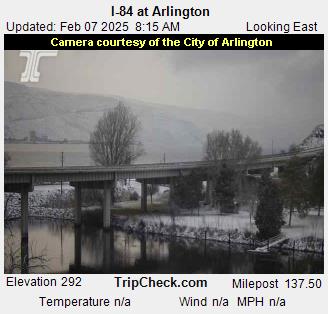 I-84 at Arlington
Updated: Feb 07 2025 8:15 AM Looking East
Camera courtesy of the City of Arlington
Elevation 292 TripCheck.com Milepost 137.50
Temperature n/a Wind n/a MPH n/a